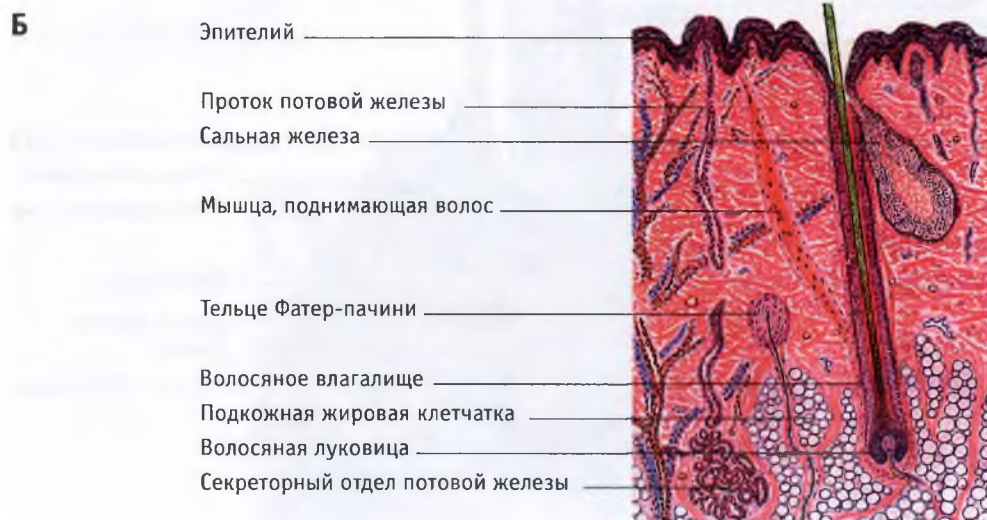 Б
Эпителий
Проток потовой железы
Сальная железа
Мышца, поднимающая волос
Тельце Фатер-пачини
Волосяное влагалище
Подкожная жировая клетчатка
Волосяная луковица
Секреторный отдел потовой железы